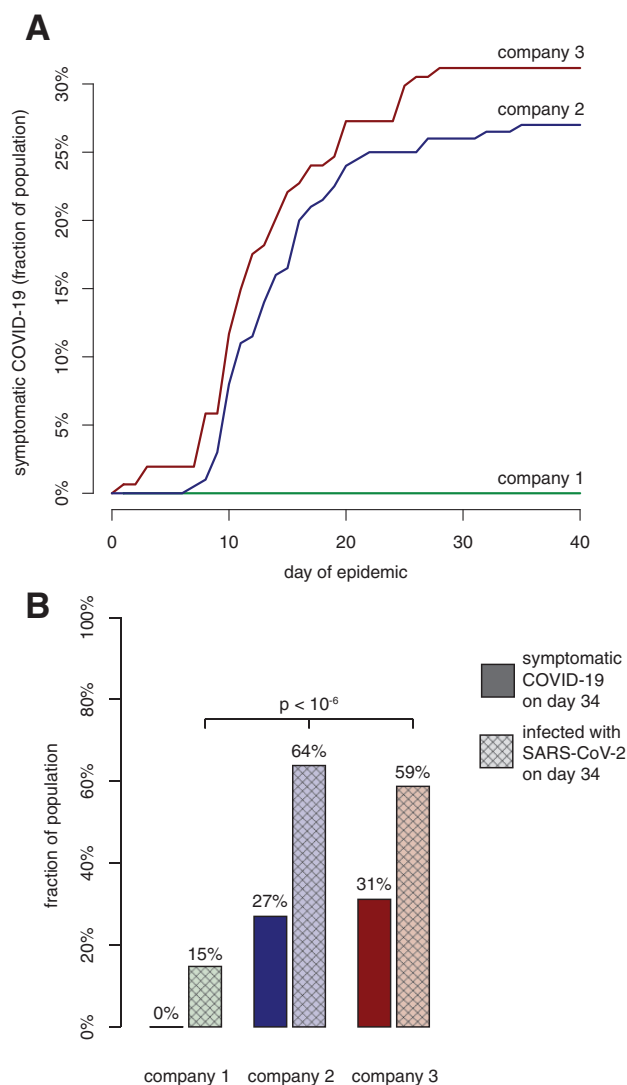 A
symptomatic COVID-19 (fraction of population)
30%
25%
20%
15%
10%
5%
0%
company 3
company 2
company 1
0 10 20 30 40
day of epidemic
B
fraction of population
100%
80%
60%
40%
20%
0%
p < 10⁻⁶
0%
15%
27%
64%
31%
59%
company 1 company 2 company 3
symptomatic
COVID-19
on day 34
infected with
SARS-CoV-2
on day 34